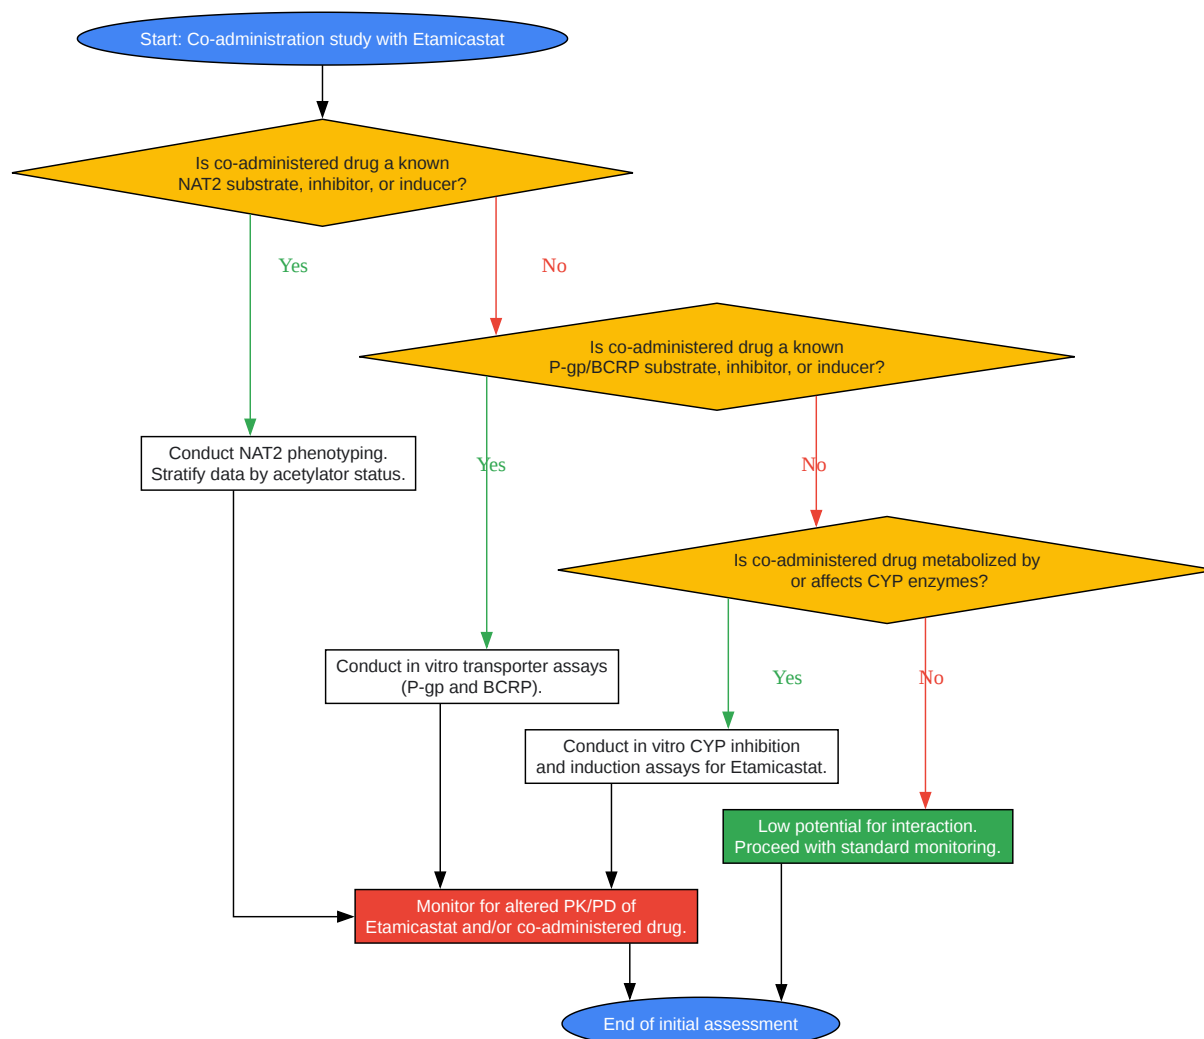 Start: Co-administration study with Etamicastat
Is co-administered drug a known
NAT2 substrate, inhibitor, or inducer?
Yes
No
Is co-administered drug a known
P-gp/BCRP substrate, inhibitor, or inducer?
Conduct NAT2 phenotyping.
Stratify data by acetylator status.
Yes
No
Is co-administered drug metabolized by
or affects CYP enzymes?
Conduct in vitro transporter assays
(P-gp and BCRP).
Yes
No
Conduct in vitro CYP inhibition
and induction assays for Etamicastat.
Low potential for interaction.
Proceed with standard monitoring.
Monitor for altered PK/PD of
Etamicastat and/or co-administered drug.
End of initial assessment